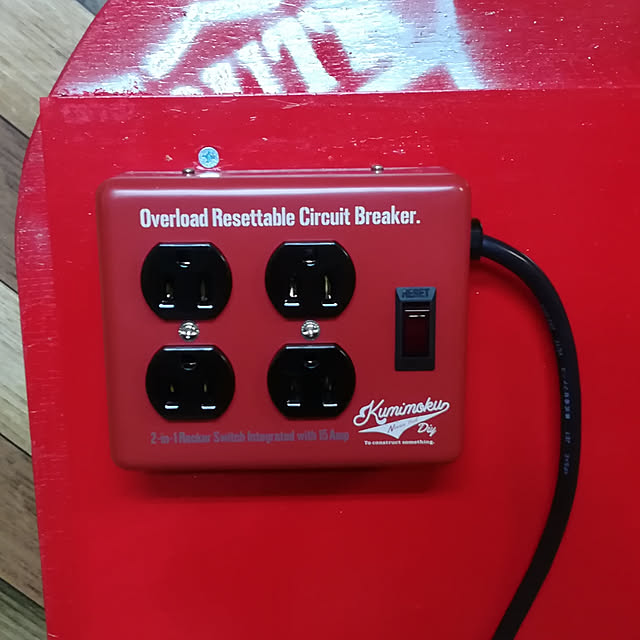 Overload Resettable Circuit Breaker.
RESET
2-in-1 Rocker Switch Integrated with 15 Amp
Kumimoku
Diy
To construct something.